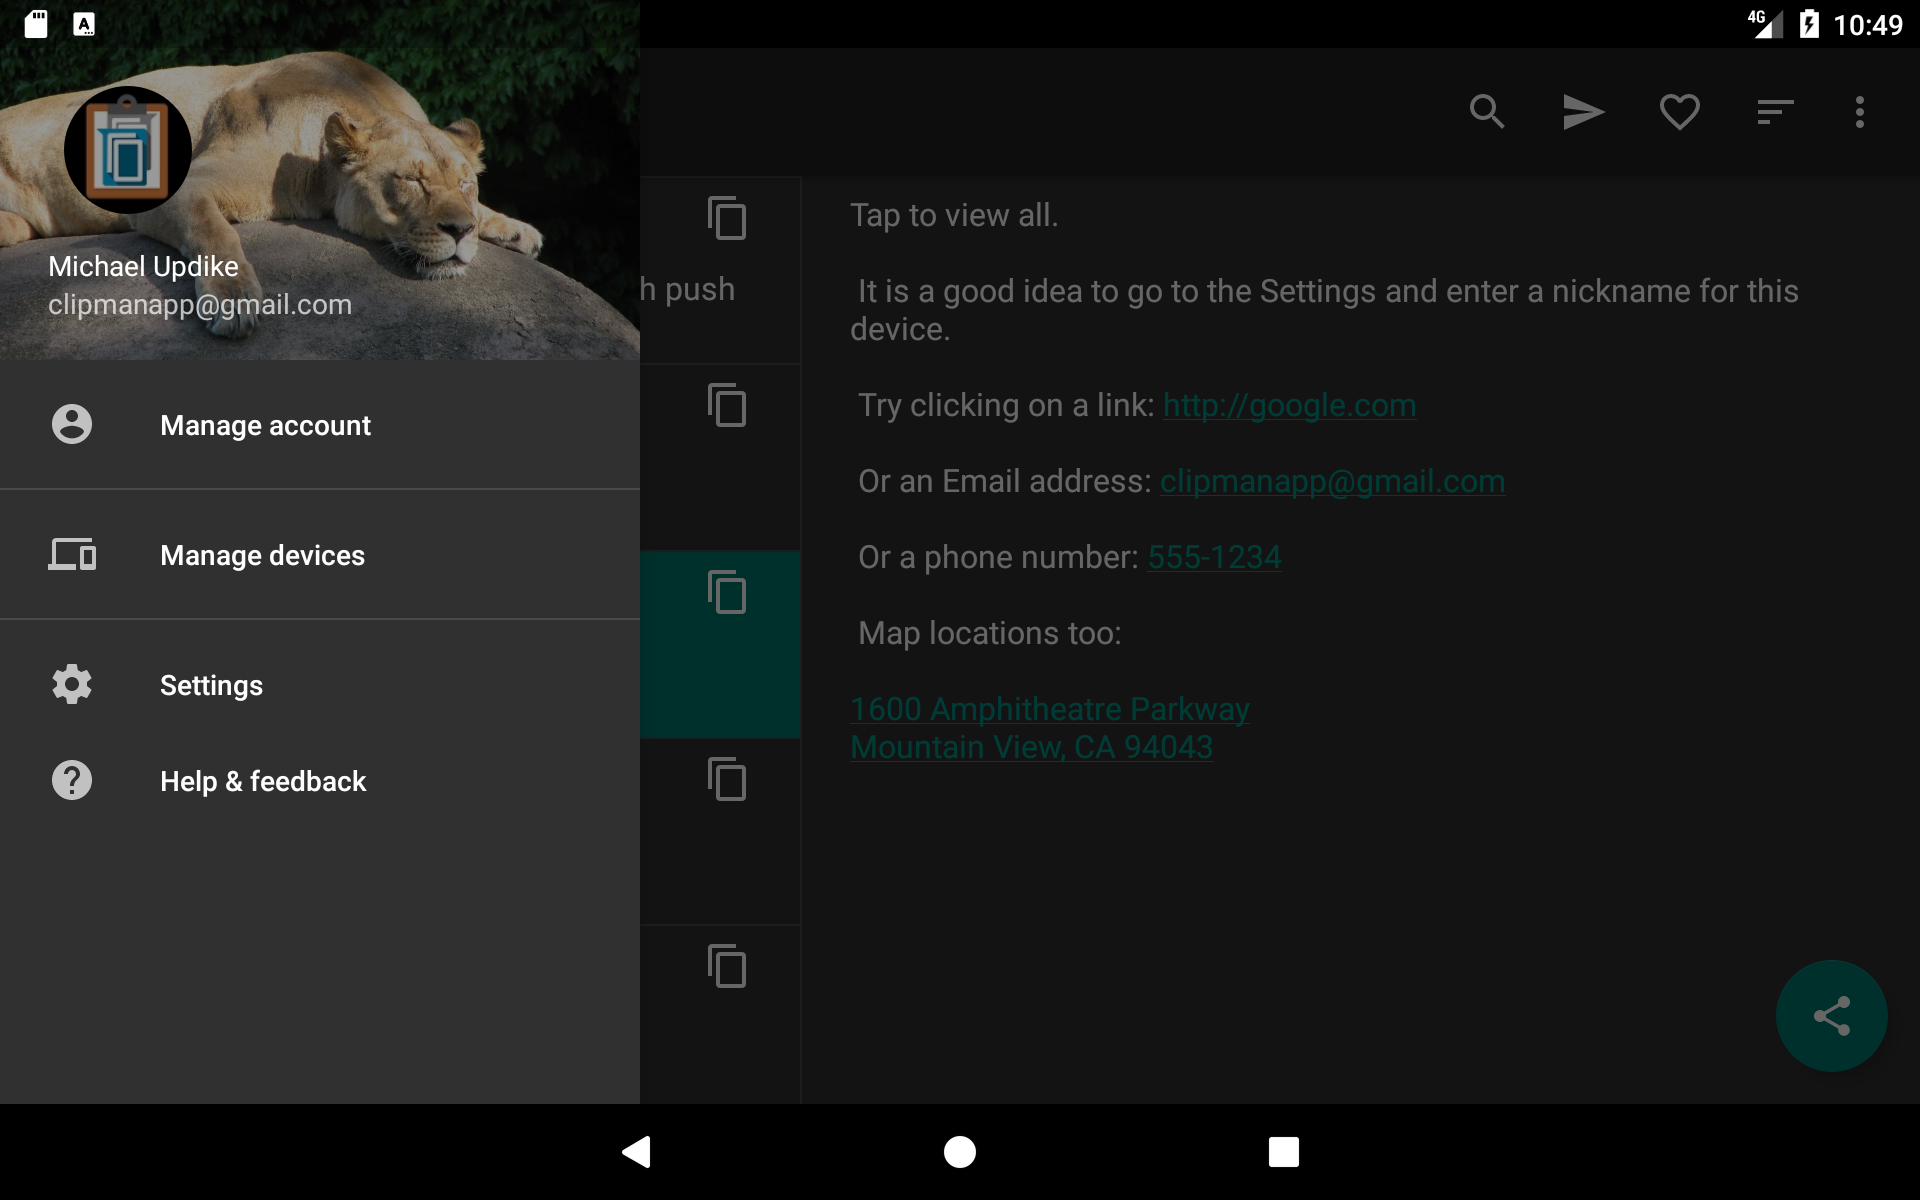 4G 10:49
Michael Updike
clipmanapp@gmail.com
Manage account
Manage devices
Settings
Help & feedback
h push
Tap to view all.
It is a good idea to go to the Settings and enter a nickname for this
device.
Try clicking on a link: http://google.com
Or an Email address: clipmanapp@gmail.com
Or a phone number: 555-1234
Map locations too:
1600 Amphitheatre Parkway
Mountain View, CA 94043